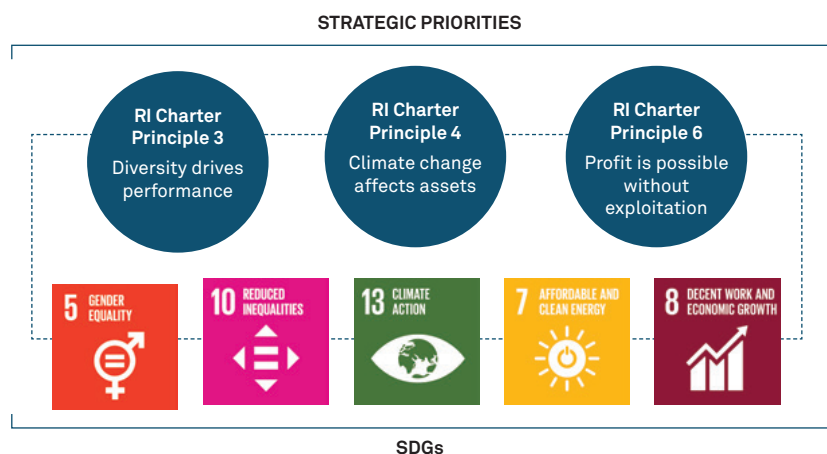 STRATEGIC PRIORITIES
RI Charter
Principle 3
Diversity drives
performance
RI Charter
Principle 4
Climate change
affects assets
RI Charter
Principle 6
Profit is possible
without
exploitation
5 GENDER
EQUALITY
10 REDUCED
INEQUALITIES
13 CLIMATE
ACTION
7 AFFORDABLE AND
CLEAN ENERGY
8 DECENT WORK AND
ECONOMIC GROWTH
SDGs